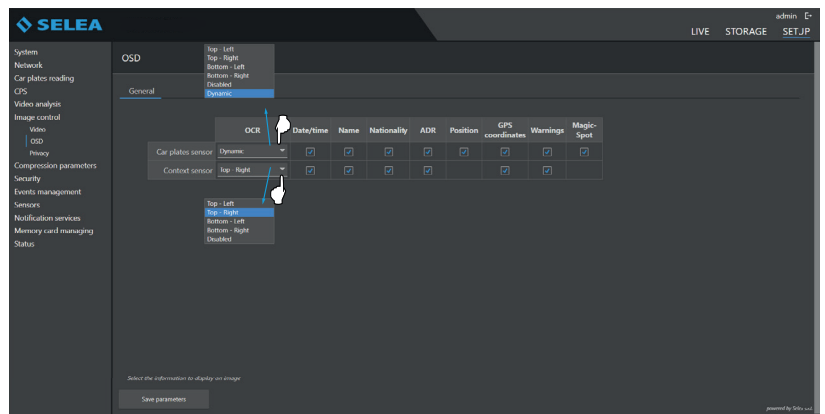 SELEA
admin
LIVE STORAGE SETUP
System
Network
Car plates reading
CPS
Video analysis
Image control
Video
OSD
Privacy
Compression parameters
Security
Events management
Sensors
Notification services
Memory card managing
Status
OSD
Top - Left
Top - Right
Bottom - Left
Bottom - Right
Disabled
Dynamic
General
OCR Date/time Name Nationality ADR Position GPS coordinates Warnings Magic-Spot
Car plates sensor Dynamic
Context sensor Top - Right
Top - Left
Top - Right
Bottom - Left
Bottom - Right
Disabled
Select the information to display on image
Save parameters
powered by Selea s.r.l.